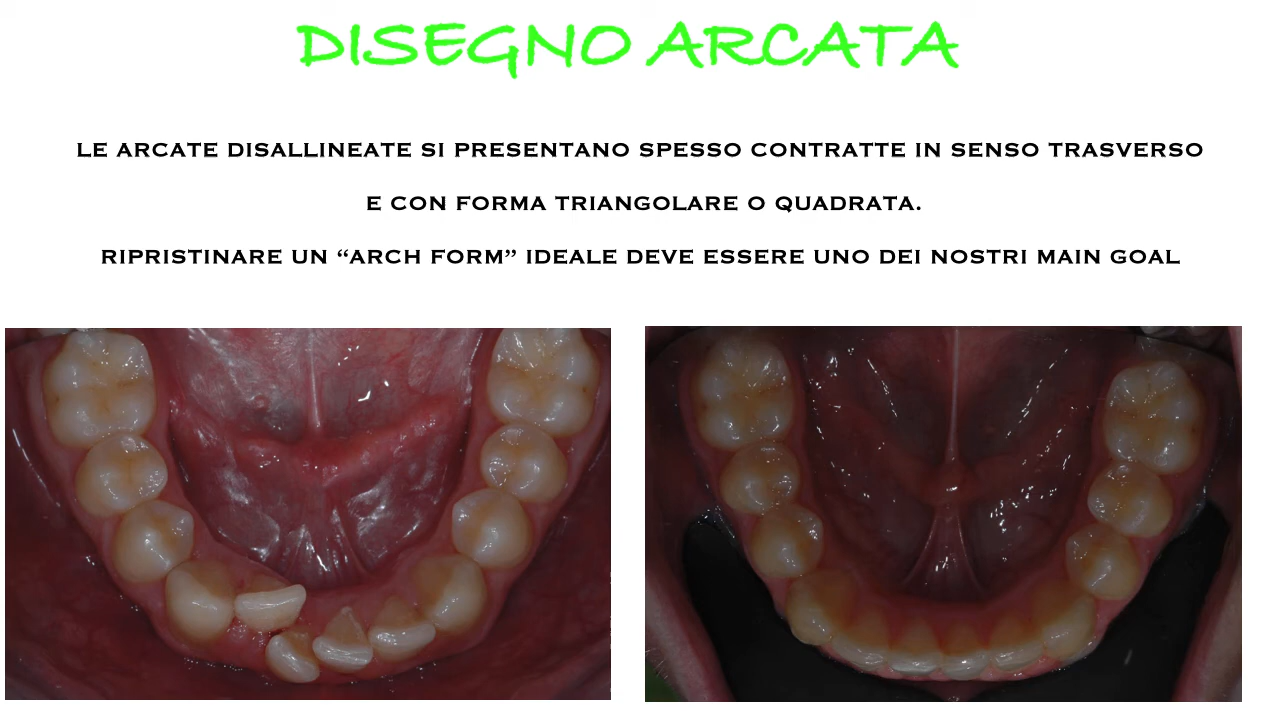 DISEGNO ARCATA
LE ARCATE DISALLINEATE SI PRESENTANO SPESSO CONTRATTE IN SENSO TRASVERSO
E CON FORMA TRIANGOLARE O QUADRATA.
RIPRISTINARE UN “ARCH FORM” IDEALE DEVE ESSERE UNO DEI NOSTRI MAIN GOAL